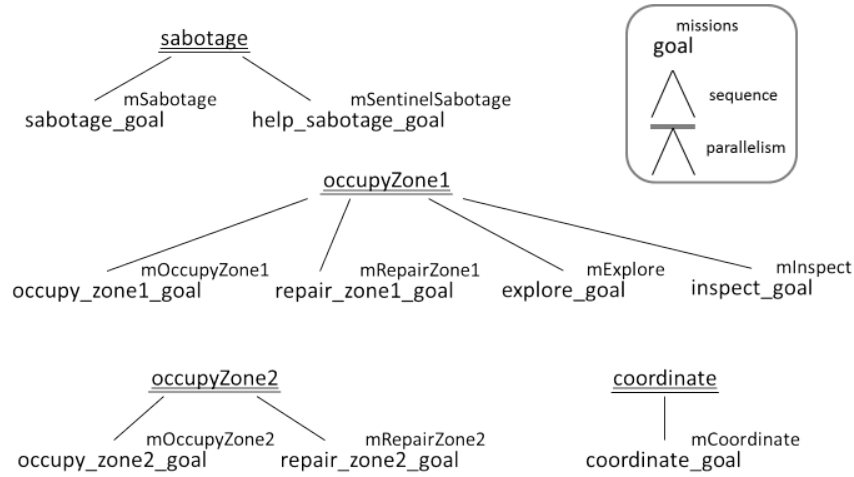 missions
goal
sequence
parallelism
sabotage
mSabotage
sabotage_goal
mSentinelSabotage
help_sabotage_goal
occupyZone1
mOccupyZone1
occupy_zone1_goal
mRepairZone1
repair_zone1_goal
mExplore
explore_goal
mInspect
inspect_goal
occupyZone2
mOccupyZone2
occupy_zone2_goal
mRepairZone2
repair_zone2_goal
coordinate
mCoordinate
coordinate_goal